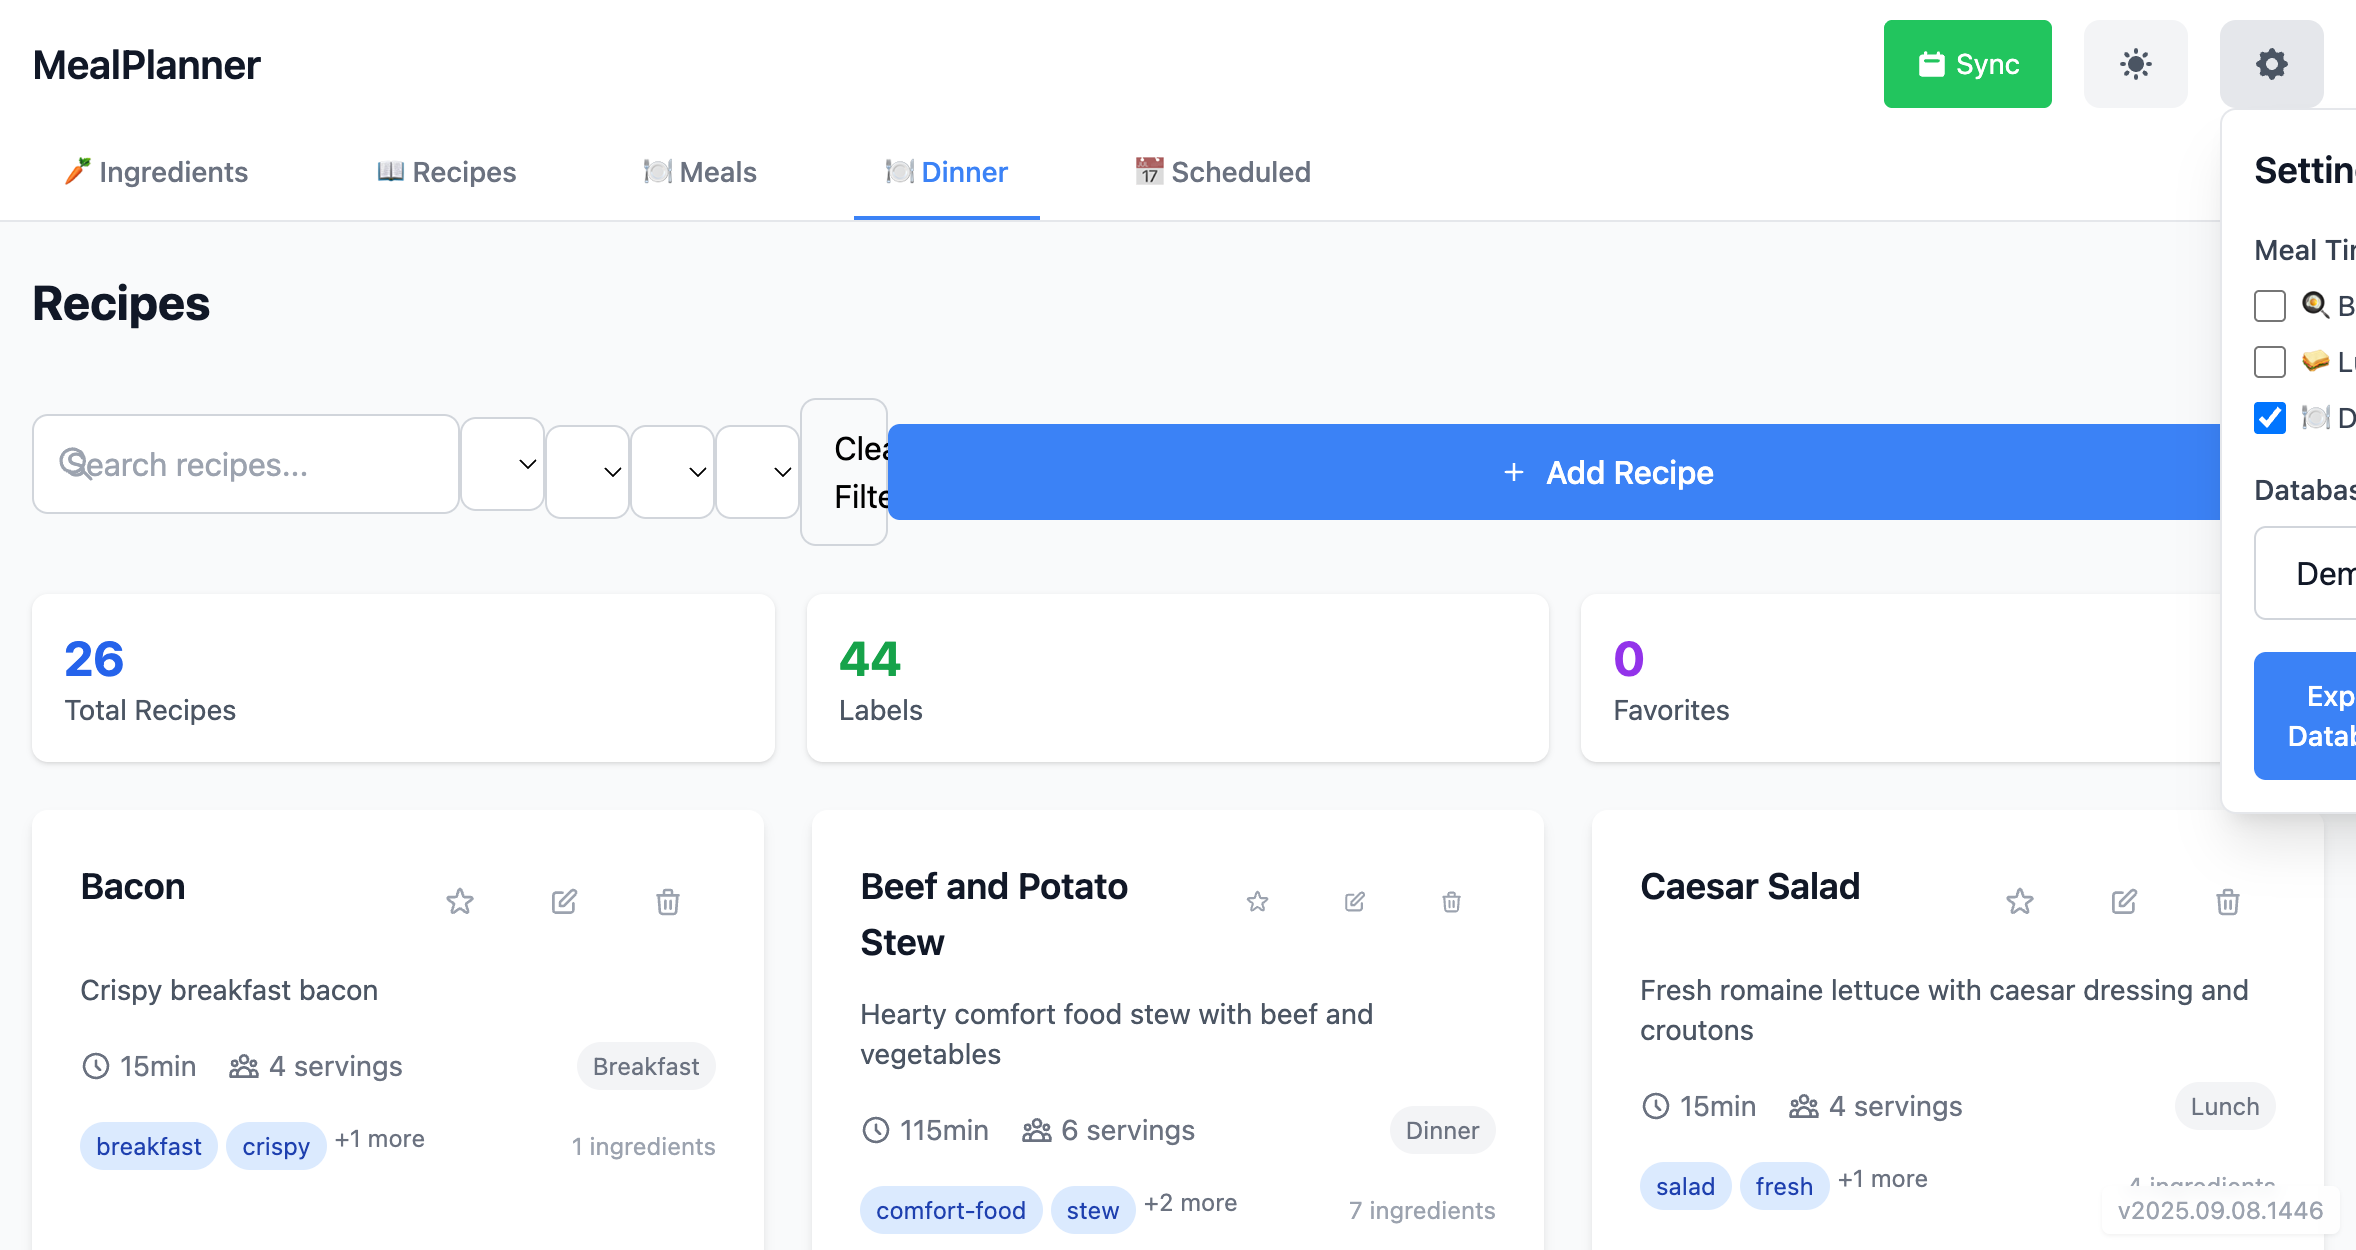 MealPlanner
Sync
Ingredients
Recipes
Meals
Dinner
Scheduled
Settin
Meal Ti
B
L
D
Databas
Dem
Exp
Datab
Recipes
Search recipes...
Clea
Filte
+ Add Recipe
26
Total Recipes
44
Labels
0
Favorites
Bacon
Crispy breakfast bacon
15min
4 servings
Breakfast
breakfast
crispy
+1 more
1 ingredients
Beef and Potato
Stew
Hearty comfort food stew with beef and
vegetables
115min
6 servings
Dinner
comfort-food
stew
+2 more
7 ingredients
Caesar Salad
Fresh romaine lettuce with caesar dressing and
croutons
15min
4 servings
Lunch
salad
fresh
+1 more
4 ingredients
v2025.09.08.1446